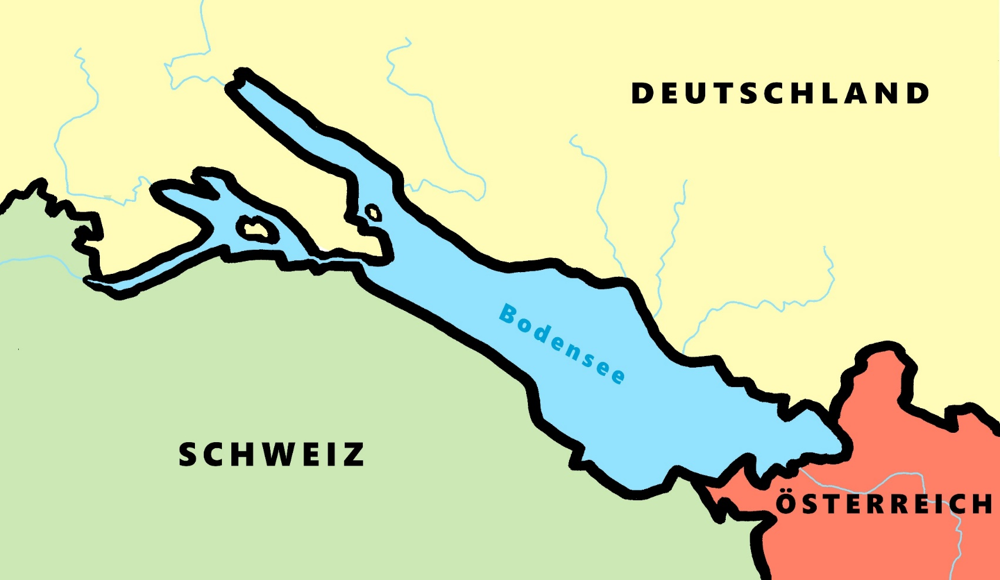 DEUTSCHLAND
Bodensee
SCHWEIZ
ÖSTERREICH